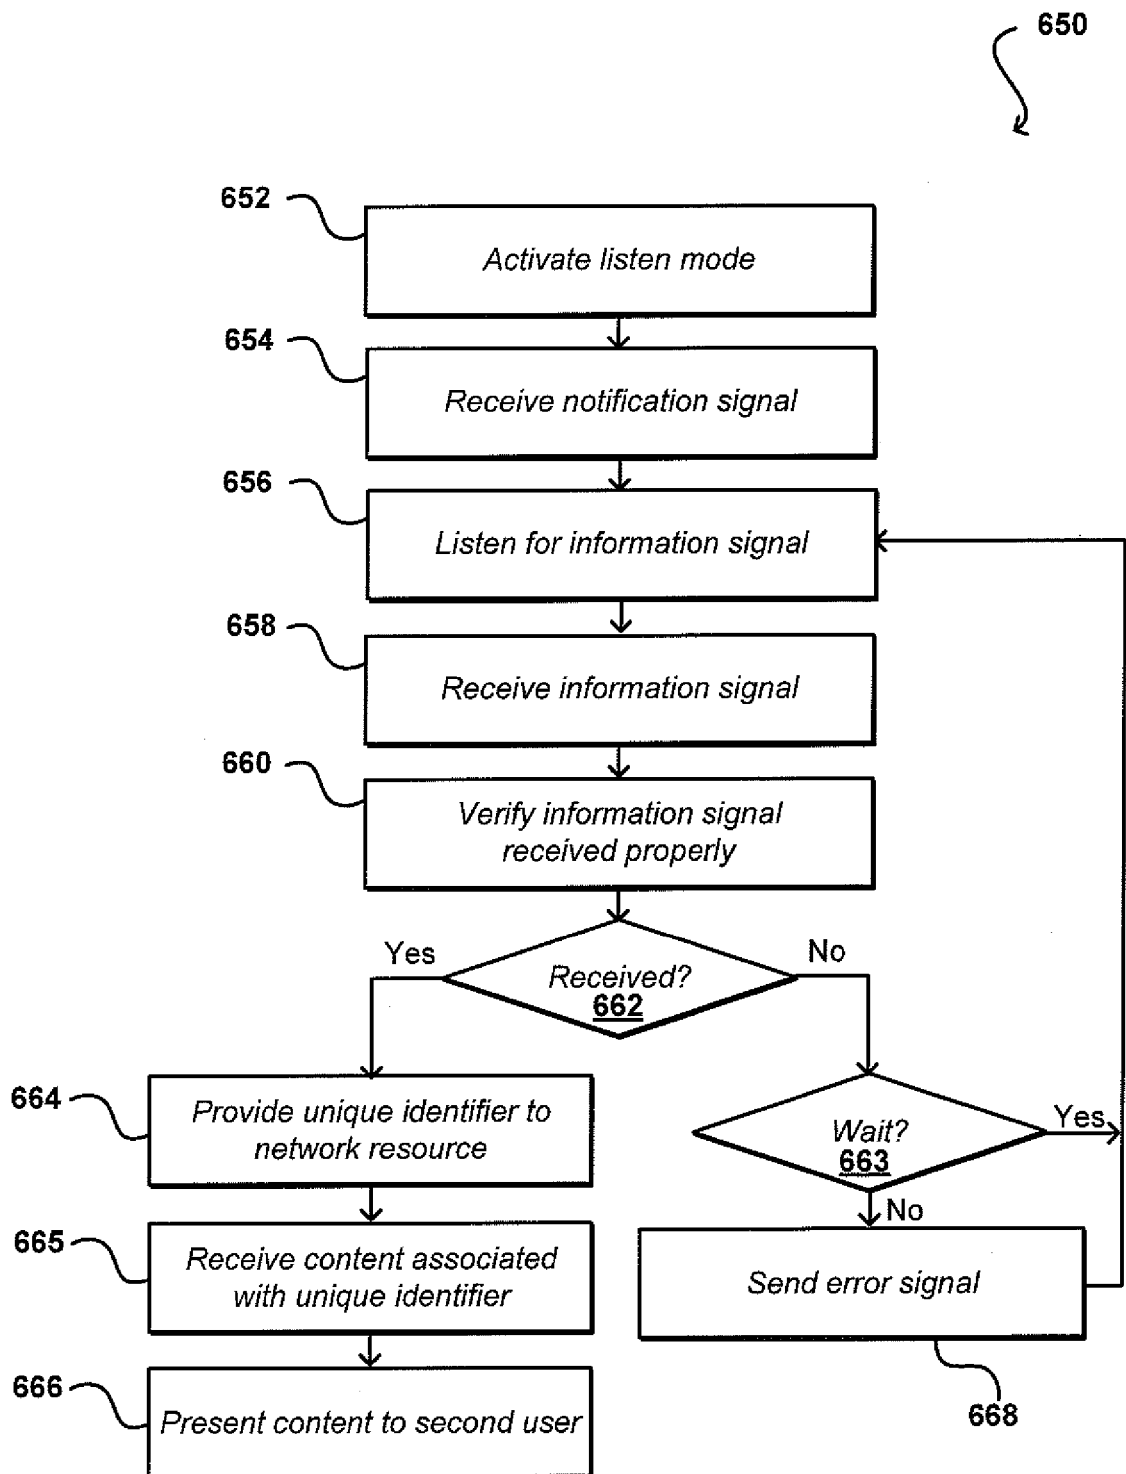 650
652
Activate listen mode
654
Receive notification signal
656
Listen for information signal
658
Receive information signal
660
Verify information signal
received properly
Yes
No
Received?
662
664
Provide unique identifier to
network resource
Wait?
663
Yes
No
665
Receive content associated
with unique identifier
Send error signal
666
Present content to second user
668